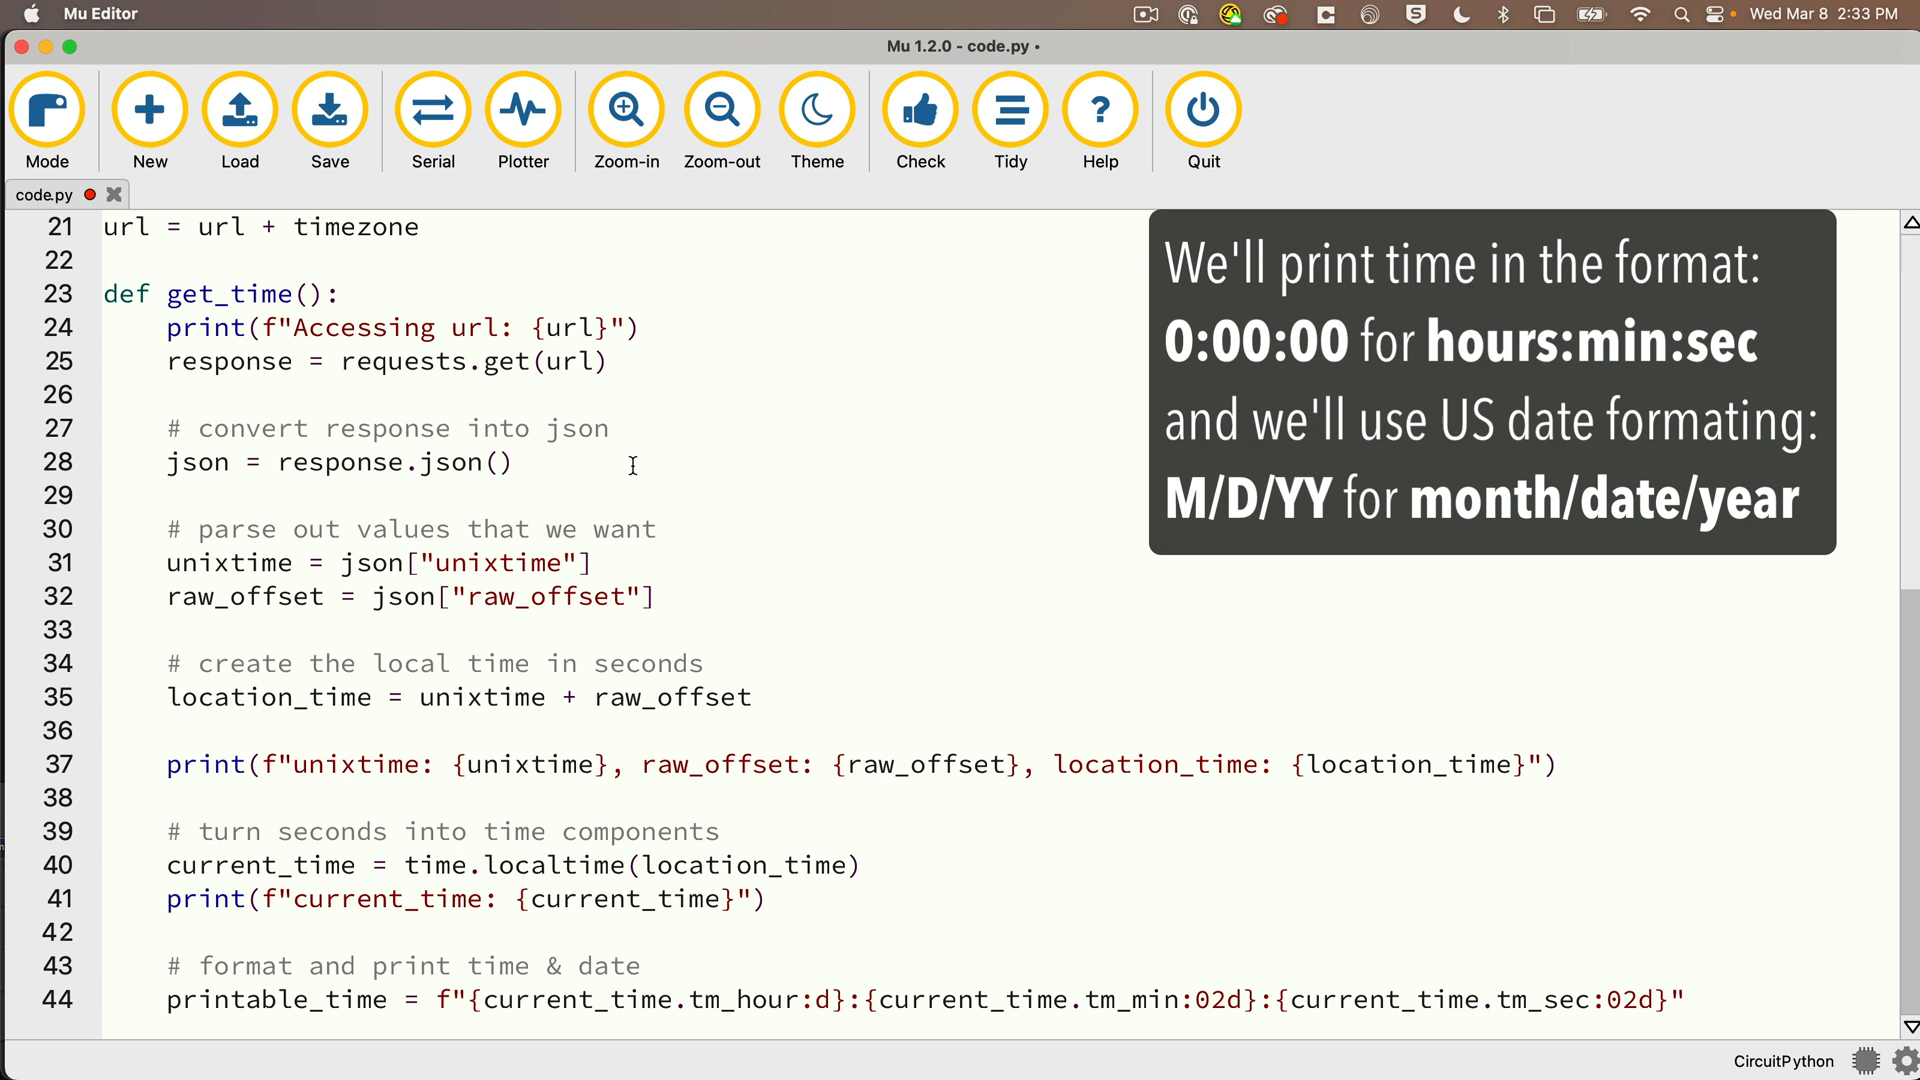 Mu Editor
Wed Mar 8 2:33 PM
Mu 1.2.0 - code.py •
Mode New Load Save Serial Plotter Zoom-in Zoom-out Theme Check Tidy Help Quit
code.py
21 url = url + timezone
22
23 def get_time():
24 print(f"Accessing url: {url}")
25 response = requests.get(url)
26
27 # convert response into json
28 json = response.json()
29
30 # parse out values that we want
31 unixtime = json["unixtime"]
32 raw_offset = json["raw_offset"]
33
34 # create the local time in seconds
35 location_time = unixtime + raw_offset
36
37 print(f"unixtime: {unixtime}, raw_offset: {raw_offset}, location_time: {location_time}")
38
39 # turn seconds into time components
40 current_time = time.localtime(location_time)
41 print(f"current_time: {current_time}")
42
43 # format and print time & date
44 printable_time = f"{current_time.tm_hour:d}:{current_time.tm_min:02d}:{current_time.tm_sec:02d}"
We'll print time in the format:
0:00:00 for hours:min:sec
and we'll use US date formating:
M/D/YY for month/date/year
CircuitPython